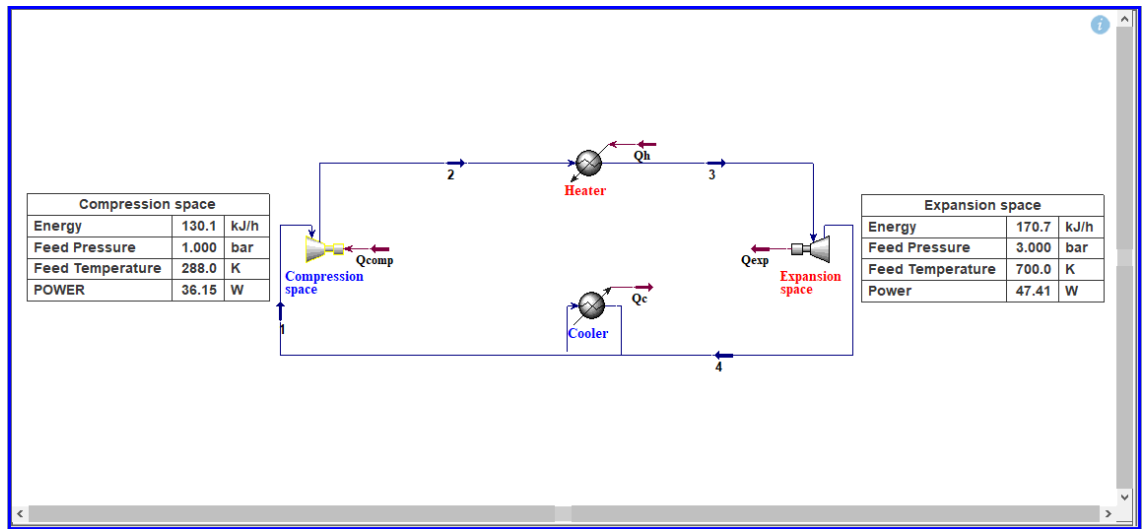 2
Qh
3
Heater
Compression space
Energy 130.1 kJ/h
Feed Pressure 1.000 bar
Feed Temperature 288.0 K
POWER 36.15 W
Qcomp
Compression
space
Qexp
Expansion
space
Expansion space
Energy 170.7 kJ/h
Feed Pressure 3.000 bar
Feed Temperature 700.0 K
Power 47.41 W
Qc
Cooler
1
4